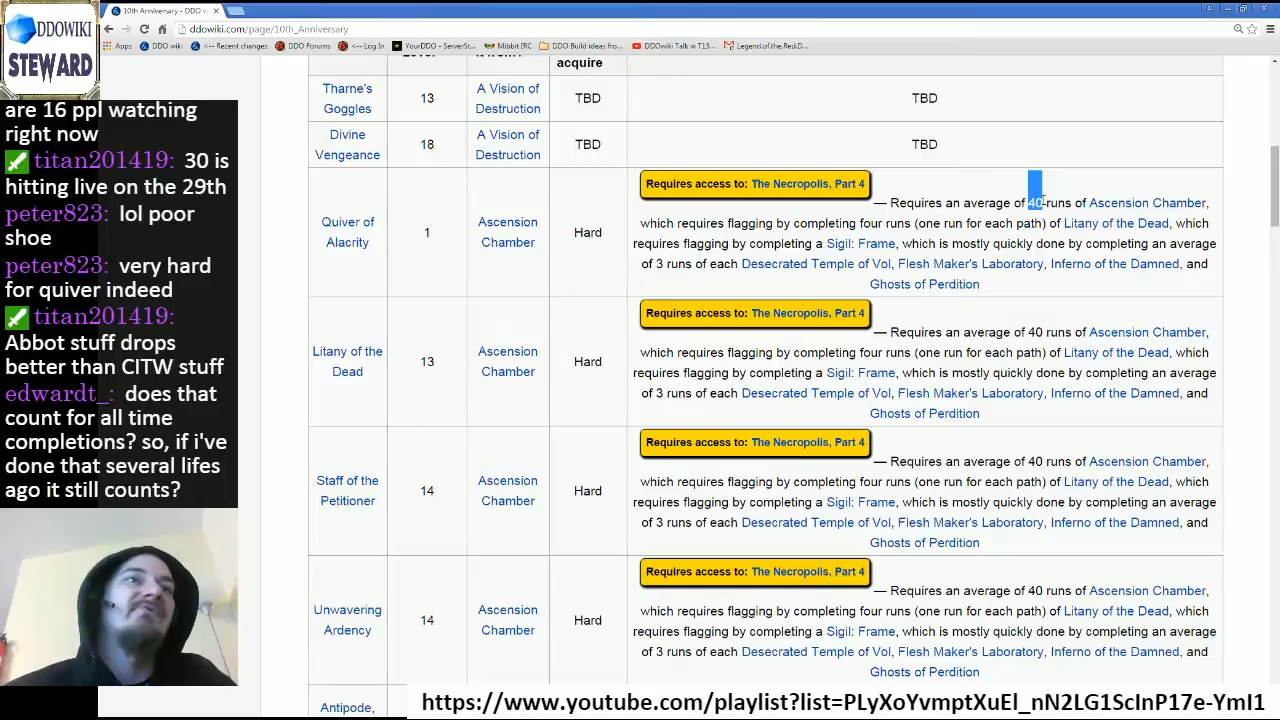 DDOWIKI
STEWARD
are 16 ppl watching
right now
titan201419: 30 is
hitting live on the 29th
peter823: lol poor
shoe
peter823: very hard
for quiver indeed
titan201419:
Abbot stuff drops
better than CITW stuff
edwardt_: does that
count for all time
completions? so, if i've
done that several lifes
ago it still counts?
10th Anniversary - DDO w
ddowiki.com/page/10th_Anniversary
Apps DDO wiki <-- Recent changes DDO Forums <-- Log In YourDDO - ServerSt... Mibbit IRC DDO Build ideas fro... DDOwiki Talk w T13... Legend.of.the.Red.D...
acquire
Tharne's
Goggles
13
A Vision of
Destruction
TBD
TBD
Divine
Vengeance
18
A Vision of
Destruction
TBD
TBD
Quiver of
Alacrity
1
Ascension
Chamber
Hard
Requires access to: The Necropolis, Part 4
— Requires an average of 40 runs of Ascension Chamber,
which requires flagging by completing four runs (one run for each path) of Litany of the Dead, which
requires flagging by completing a Sigil: Frame, which is mostly quickly done by completing an average
of 3 runs of each Desecrated Temple of Vol, Flesh Maker's Laboratory, Inferno of the Damned, and
Ghosts of Perdition
Litany of the
Dead
13
Ascension
Chamber
Hard
Requires access to: The Necropolis, Part 4
— Requires an average of 40 runs of Ascension Chamber,
which requires flagging by completing four runs (one run for each path) of Litany of the Dead, which
requires flagging by completing a Sigil: Frame, which is mostly quickly done by completing an average
of 3 runs of each Desecrated Temple of Vol, Flesh Maker's Laboratory, Inferno of the Damned, and
Ghosts of Perdition
Staff of the
Petitioner
14
Ascension
Chamber
Hard
Requires access to: The Necropolis, Part 4
— Requires an average of 40 runs of Ascension Chamber,
which requires flagging by completing four runs (one run for each path) of Litany of the Dead, which
requires flagging by completing a Sigil: Frame, which is mostly quickly done by completing an average
of 3 runs of each Desecrated Temple of Vol, Flesh Maker's Laboratory, Inferno of the Damned, and
Ghosts of Perdition
Unwavering
Ardency
14
Ascension
Chamber
Hard
Requires access to: The Necropolis, Part 4
— Requires an average of 40 runs of Ascension Chamber,
which requires flagging by completing four runs (one run for each path) of Litany of the Dead, which
requires flagging by completing a Sigil: Frame, which is mostly quickly done by completing an average
of 3 runs of each Desecrated Temple of Vol, Flesh Maker's Laboratory, Inferno of the Damned, and
Ghosts of Perdition
Antipode,
https://www.youtube.com/playlist?list=PLyXoYvmptXuEl_nN2LG1ScInP17e-YmI1